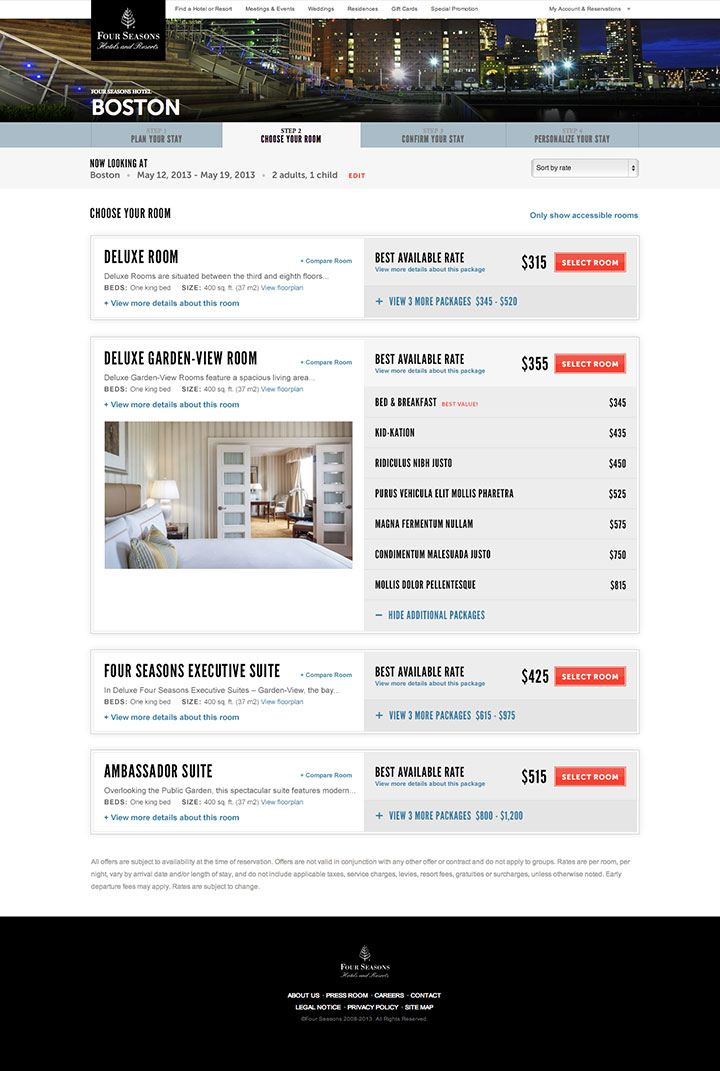 Find a Hotel or Resort Meetings & Events Weddings Residences Gift Cards Special Promotion My Account & Reservations
FOUR SEASONS
Hotels and Resorts
FOUR SEASONS HOTEL
BOSTON
STEP 1 STEP 2 STEP 3 STEP 4
PLAN YOUR STAY CHOOSE YOUR ROOM CONFIRM YOUR STAY PERSONALIZE YOUR STAY
NOW LOOKING AT
Boston • May 12, 2013 - May 19, 2013 • 2 adults, 1 child EDIT
Sort by rate
CHOOSE YOUR ROOM
Only show accessible rooms
DELUXE ROOM
+ Compare Room
Deluxe Rooms are situated between the third and eighth floors...
BEDS: One king bed SIZE: 400 sq. ft. (37 m2) View floorplan
+ View more details about this room
BEST AVAILABLE RATE
View more details about this package
$315 SELECT ROOM
+ VIEW 3 MORE PACKAGES $345 - $520
DELUXE GARDEN-VIEW ROOM
+ Compare Room
Deluxe Garden-View Rooms feature a spacious living area...
BEDS: One king bed SIZE: 400 sq. ft. (37 m2) View floorplan
+ View more details about this room
BEST AVAILABLE RATE
View more details about this package
$355 SELECT ROOM
BED & BREAKFAST BEST VALUE! $345
KID-KATION $435
RIDICULUS NIBH JUSTO $450
PURUS VEHICULA ELIT MOLLIS PHARETRA $525
MAGNA FERMENTUM NULLAM $575
CONDIMENTUM MALESUADA JUSTO $750
MOLLIS DOLOR PELLENTESQUE $815
– HIDE ADDITIONAL PACKAGES
FOUR SEASONS EXECUTIVE SUITE
+ Compare Room
In Deluxe Four Seasons Executive Suites – Garden-View, the bay...
BEDS: One king bed SIZE: 400 sq. ft. (37 m2) View floorplan
+ View more details about this room
BEST AVAILABLE RATE
View more details about this package
$425 SELECT ROOM
+ VIEW 3 MORE PACKAGES $615 - $975
AMBASSADOR SUITE
+ Compare Room
Overlooking the Public Garden, this spectacular suite features modern...
BEDS: One king bed SIZE: 400 sq. ft. (37 m2) View floorplan
+ View more details about this room
BEST AVAILABLE RATE
View more details about this package
$515 SELECT ROOM
+ VIEW 3 MORE PACKAGES $800 - $1,200
All offers are subject to availability at the time of reservation. Offers are not valid in conjunction with any other offer or contract and do not apply to groups. Rates are per room, per
night, vary by arrival date and/or length of stay, and do not include applicable taxes, service charges, levies, resort fees, gratuities or surcharges, unless otherwise noted. Early
departure fees may apply. Rates are subject to change.
FOUR SEASONS
Hotels and Resorts
ABOUT US · PRESS ROOM · CAREERS · CONTACT
LEGAL NOTICE · PRIVACY POLICY · SITE MAP
©Four Seasons 2008-2013. All Rights Reserved.